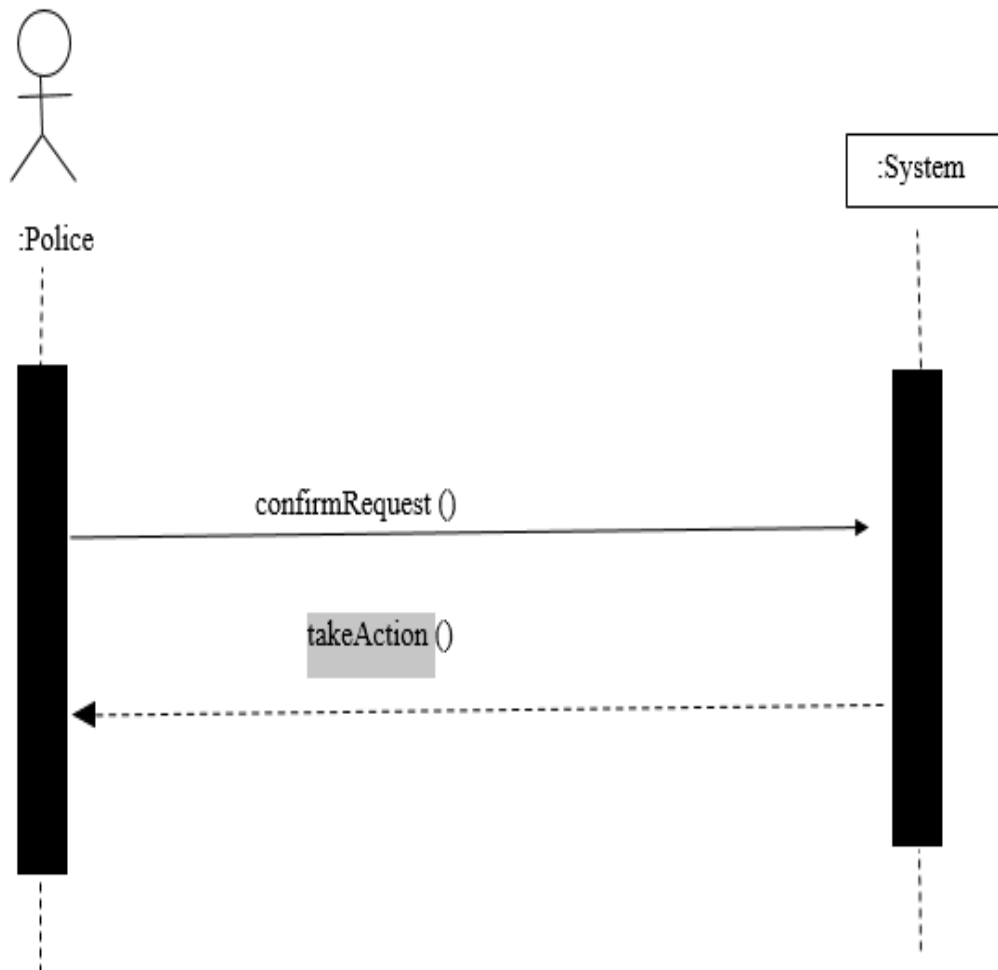 :System
:Police
confirmRequest ()
takeAction ()